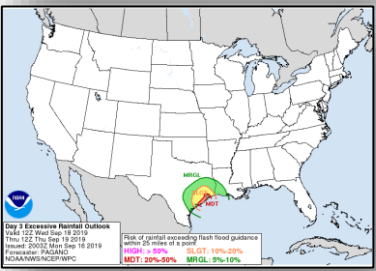 MRGL
MDT
NOAA
Day 3 Excessive Rainfall Outlook
Valid 12Z Wed Sep 18 2019
Thru 12Z Thu Sep 19 2019
Issued: 2003Z Mon Sep 16 2019
Forecaster: PAGANO
NOAA/NWS/NCEP/WPC
Risk of rainfall exceeding flash flood guidance
within 25 miles of a point
HIGH: > 50% SLGT: 10%-20%
MDT: 20%-50% MRGL: 5%-10%